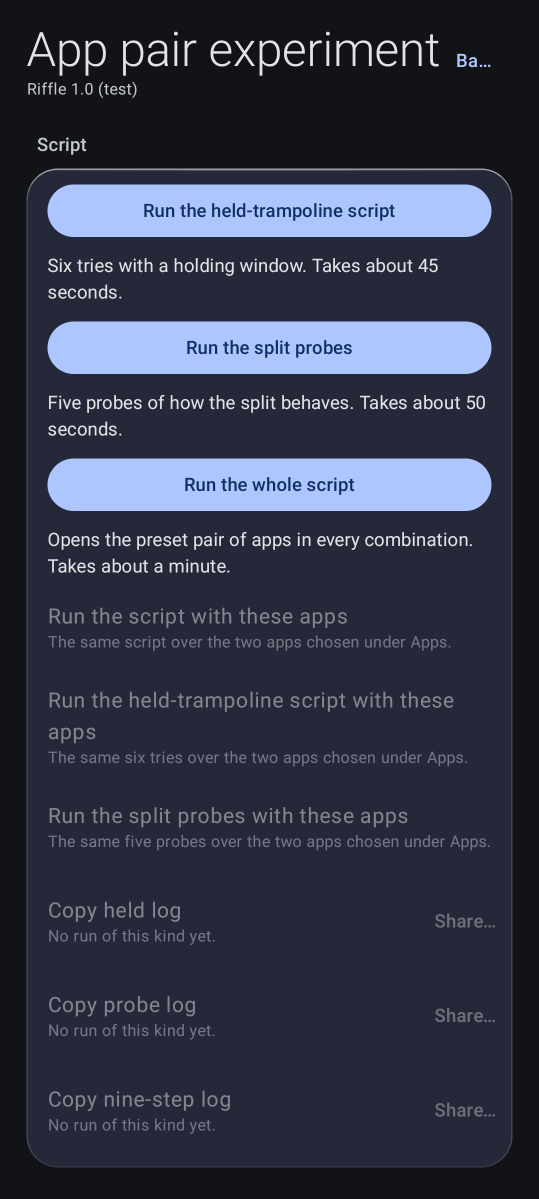 App pair experiment
Ba…
Riffle 1.0 (test)
Script
Run the held-trampoline script
Six tries with a holding window. Takes about 45
seconds.
Run the split probes
Five probes of how the split behaves. Takes about 50
seconds.
Run the whole script
Opens the preset pair of apps in every combination.
Takes about a minute.
Run the script with these apps
The same script over the two apps chosen under Apps.
Run the held-trampoline script with these
apps
The same six tries over the two apps chosen under Apps.
Run the split probes with these apps
The same five probes over the two apps chosen under Apps.
Copy held log
Share…
No run of this kind yet.
Copy probe log
Share…
No run of this kind yet.
Copy nine-step log
Share…
No run of this kind yet.